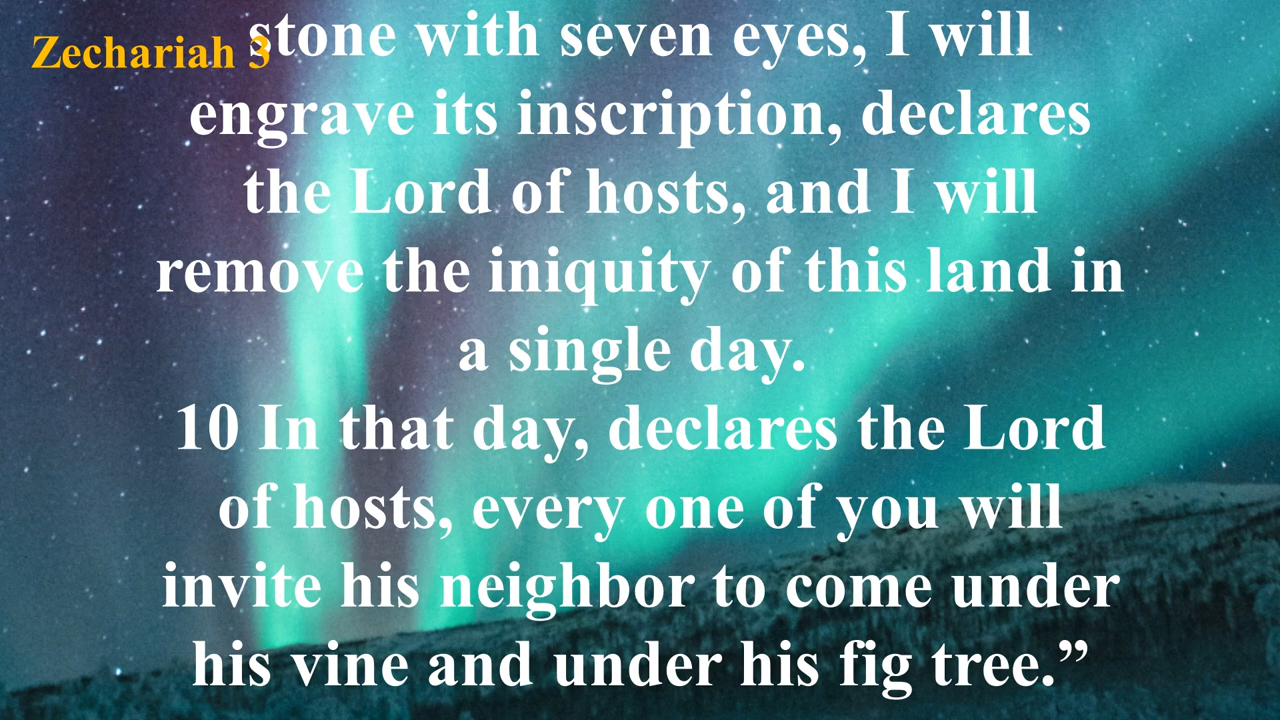 Zechariah 3
stone with seven eyes, I will
engrave its inscription, declares
the Lord of hosts, and I will
remove the iniquity of this land in
a single day.
10 In that day, declares the Lord
of hosts, every one of you will
invite his neighbor to come under
his vine and under his fig tree.”